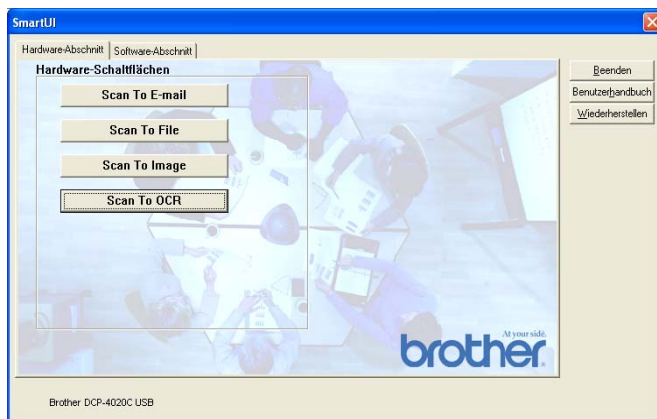 SmartUI
Hardware-Abschnitt
Software-Abschnitt
Hardware-Schaltflächen
Scan To E-mail
Scan To File
Scan To Image
Scan To OCR
Beenden
Benutzerhandbuch
Wiederherstellen
At your side.
brother
Brother DCP-4020C USB